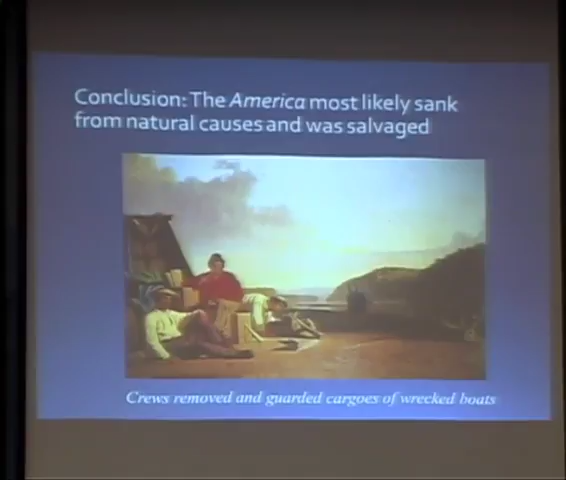 Conclusion: The America most likely sank
from natural causes and was salvaged
Crews removed and guarded cargoes of wrecked boats